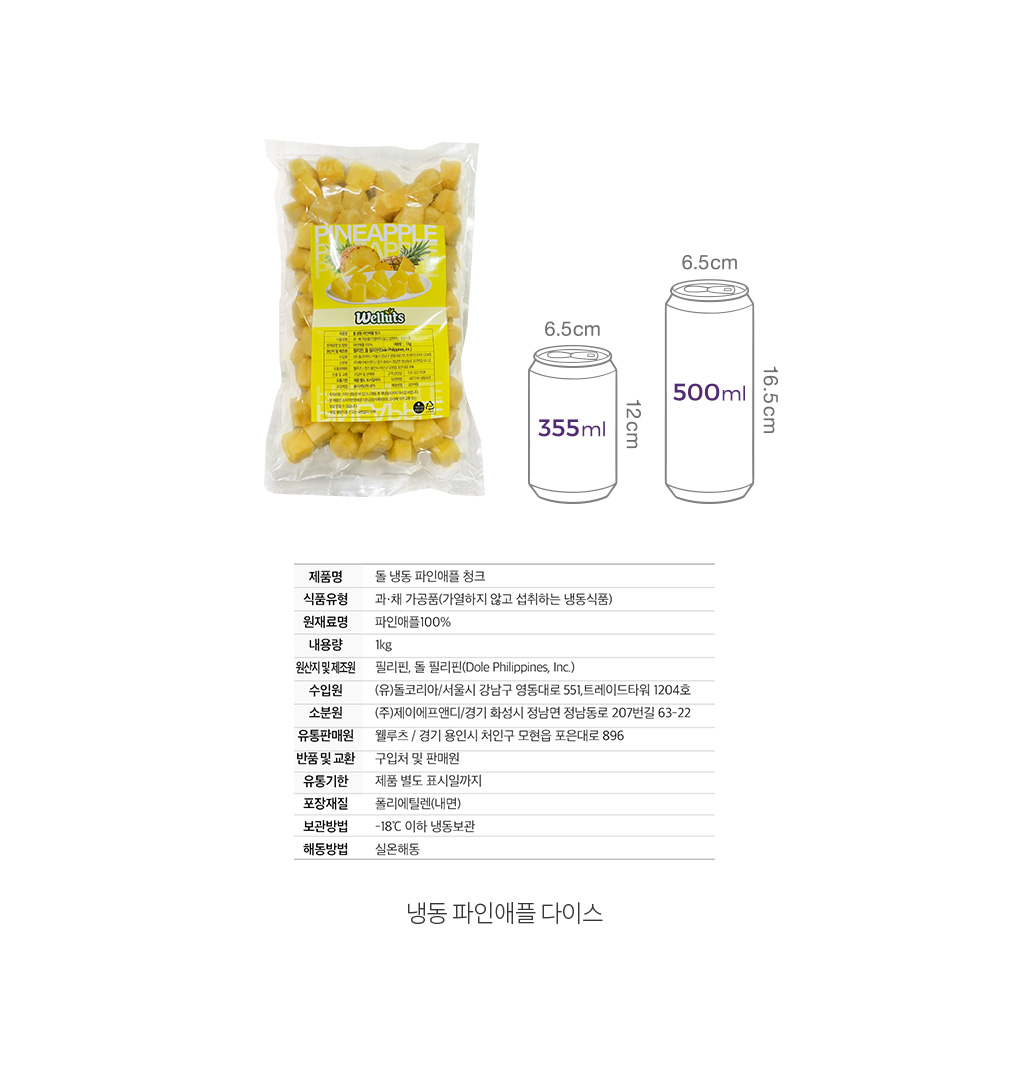 PINEAPPLE
Wellüts
6.5cm
6.5cm
500ml
16.5cm
355ml
12cm
제품명 돌 냉동 파인애플 청크
식품유형 과·채 가공품(가열하지 않고 섭취하는 냉동식품)
원재료명 파인애플100%
내용량 1kg
원산지 및 제조원 필리핀, 돌 필리핀(Dole Philippines, Inc.)
수입원 (유)돌코리아/서울시 강남구 영동대로 551,트레이드타워 1204호
소분원 (주)제이에프앤디/경기 화성시 정남면 정남동로 207번길 63-22
유통판매원 웰루츠 / 경기 용인시 처인구 모현읍 포은대로 896
반품 및 교환 구입처 및 판매원
유통기한 제품 별도 표시일까지
포장재질 폴리에틸렌(내면)
보관방법 -18℃ 이하 냉동보관
해동방법 실온해동
냉동 파인애플 다이스